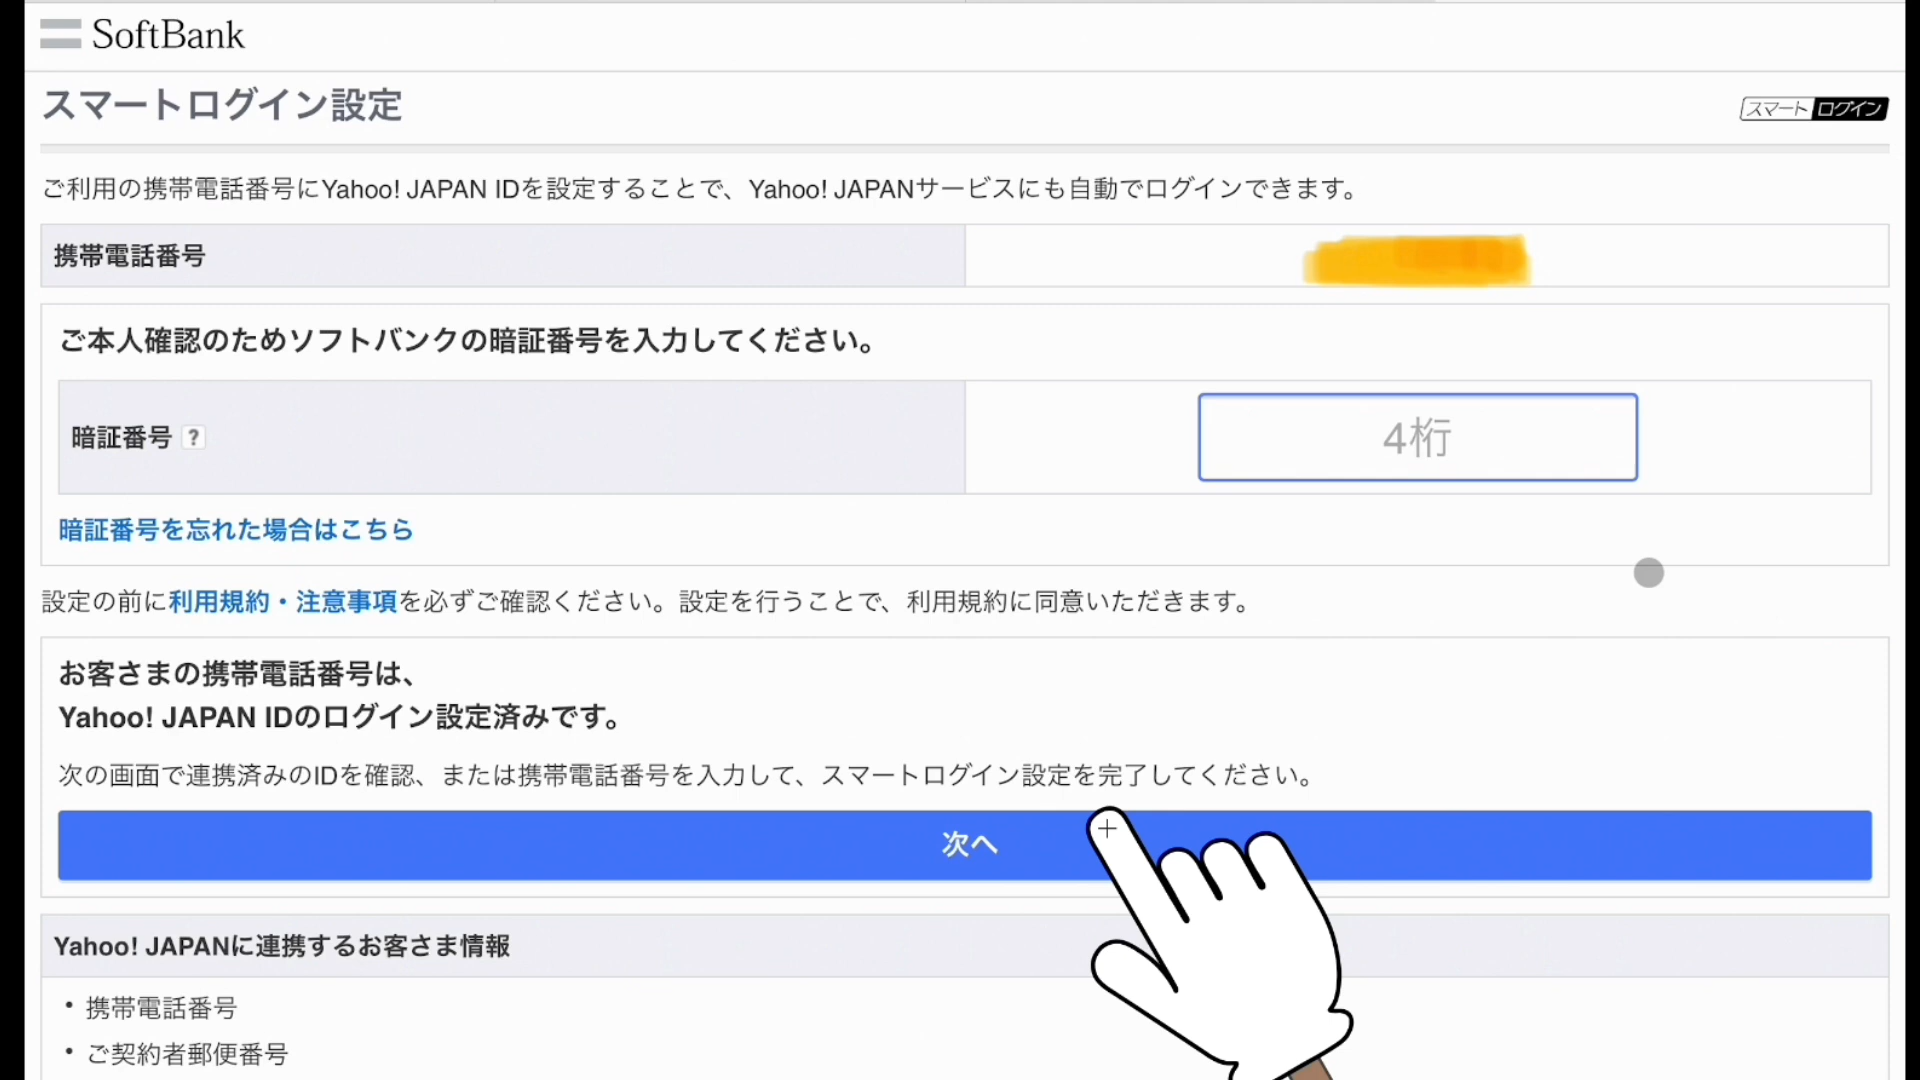 SoftBank
スマートログイン設定
スマートログイン
ご利用の携帯電話番号にYahoo! JAPAN IDを設定することで、Yahoo! JAPANサービスにも自動でログインできます。
携帯電話番号
ご本人確認のためソフトバンクの暗証番号を入力してください。
暗証番号 ?
4桁
暗証番号を忘れた場合はこちら
設定の前に利用規約・注意事項を必ずご確認ください。設定を行うことで、利用規約に同意いただきます。
お客さまの携帯電話番号は、
Yahoo! JAPAN IDのログイン設定済みです。
次の画面で連携済みのIDを確認、または携帯電話番号を入力して、スマートログイン設定を完了してください。
次へ
Yahoo! JAPANに連携するお客さま情報
・携帯電話番号
・ご契約者郵便番号